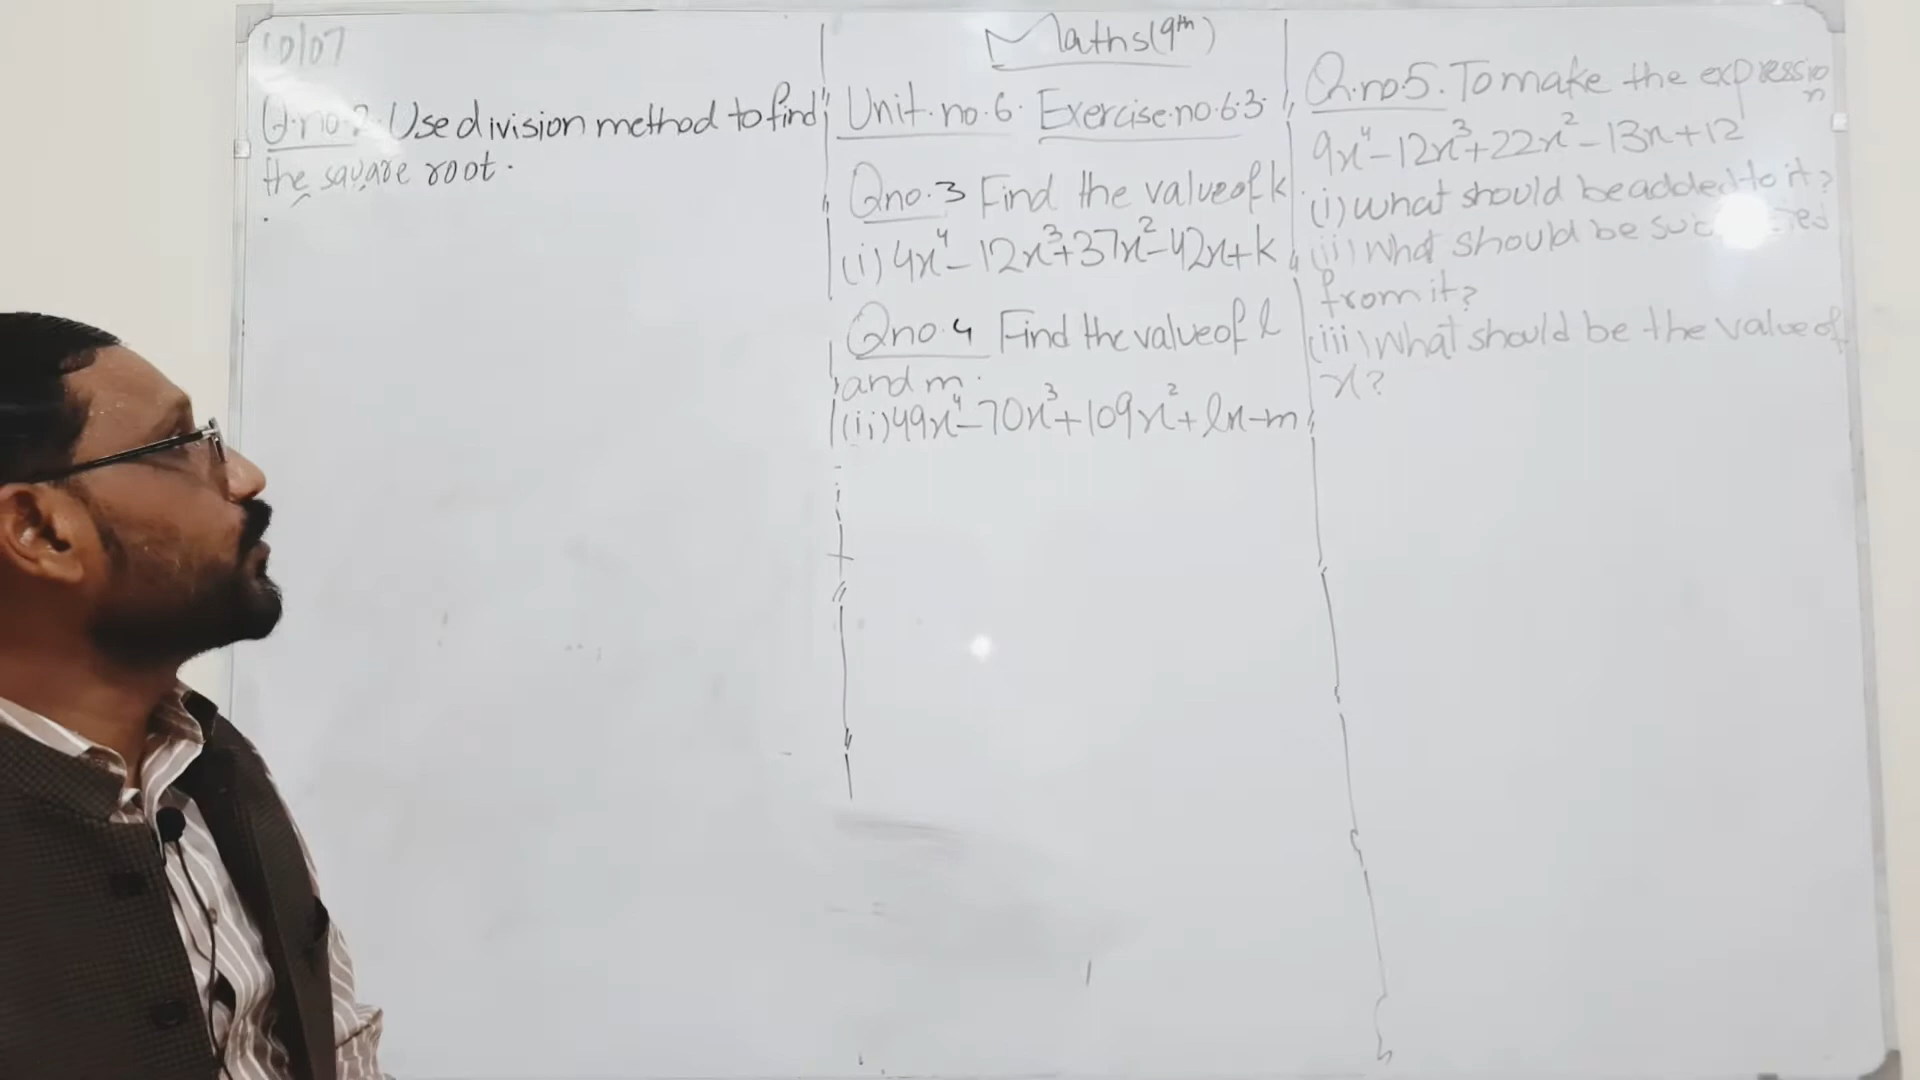 Maths(9th)
Q.no.2 Use division method to find
the square root.
Unit.no.6. Exercise.no.6.3.
Qno.3 Find the value of k
(i) 4x⁴-12x³+37x²-42x+k
Qno.4 Find the value of l
and m.
(ii) 49x⁴-70x³+109x²+lx-m
Q.no.5. To make the expression
9x⁴-12x³+22x²-13x+12
(i) What should be added to it?
(ii) What should be
from it?
(iii) What should be the value of
x?